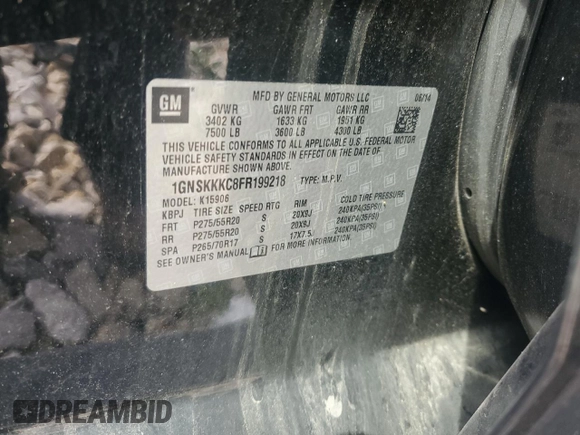 GM
MFD BY GENERAL MOTORS LLC 06/14
GVWR GAWR FRT GAWR RR
3402 KG 1633 KG 1951 KG
7500 LB 3600 LB 4300 LB
THIS VEHICLE CONFORMS TO ALL APPLICABLE U.S. FEDERAL MOTOR
VEHICLE SAFETY STANDARDS IN EFFECT ON THE DATE OF
MANUFACTURE SHOWN ABOVE.
1GNSKKKC8FR199218 TYPE: M.P.V.
MODEL: K15906
KBPJ TIRE SIZE SPEED RTG RIM COLD TIRE PRESSURE
FRT P275/55R20 S 20X9J 240KPA(35PSI)
RR P275/55R20 S 20X9J 240KPA(35PSI)
SPA P265/70R17 S 17X7.5J 240KPA(35PSI)
SEE OWNER'S MANUAL FOR MORE INFORMATION.
DREAMBID